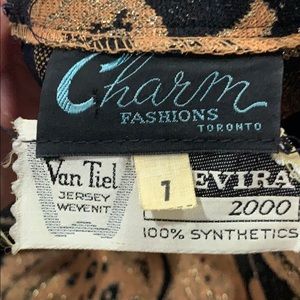 Charm
FASHIONS
TORONTO
Van Tiel
JERSEY
WEVENIT
1
EVIRA
2000
100% SYNTHETICS